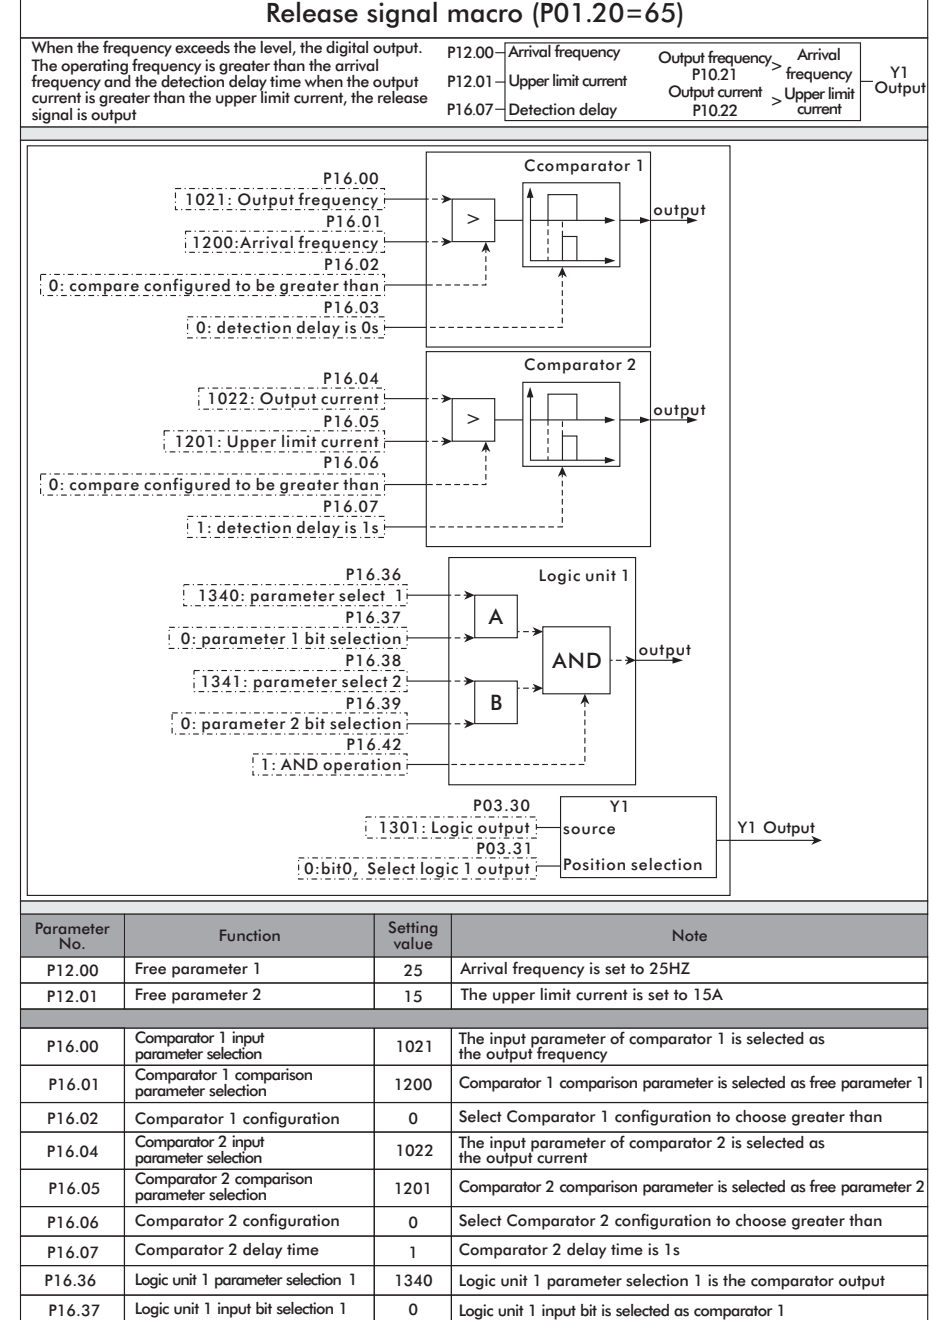 Release signal macro (P01.20=65)
When the frequency exceeds the level, the digital output.
The operating frequency is greater than the arrival
frequency and the detection delay time when the output
current is greater than the upper limit current, the release
signal is output
P12.00 Arrival frequency
P12.01 Upper limit current
P16.07 Detection delay
Output frequency
P10.21
> Arrival
frequency
Output current
P10.22
> Upper limit
current
Y1
Output
Ccomparator 1
P16.00
1021: Output frequency
P16.01
1200:Arrival frequency
P16.02
0: compare configured to be greater than
P16.03
0: detection delay is 0s
>
output
Comparator 2
P16.04
1022: Output current
P16.05
1201: Upper limit current
P16.06
0: compare configured to be greater than
P16.07
1: detection delay is 1s
>
output
Logic unit 1
P16.36
1340: parameter select 1
P16.37
0: parameter 1 bit selection
P16.38
1341: parameter select 2
P16.39
0: parameter 2 bit selection
P16.42
1: AND operation
A
B
AND
output
P03.30
1301: Logic output
P03.31
0:bit0, Select logic 1 output
Y1
source
Position selection
Y1 Output
Parameter
No.
Function
Setting
value
Note
P12.00 Free parameter 1 25 Arrival frequency is set to 25HZ
P12.01 Free parameter 2 15 The upper limit current is set to 15A
P16.00 Comparator 1 input
parameter selection
1021 The input parameter of comparator 1 is selected as
the output frequency
P16.01 Comparator 1 comparison
parameter selection
1200 Comparator 1 comparison parameter is selected as free parameter 1
P16.02 Comparator 1 configuration 0 Select Comparator 1 configuration to choose greater than
P16.04 Comparator 2 input
parameter selection
1022 The input parameter of comparator 2 is selected as
the output current
P16.05 Comparator 2 comparison
parameter selection
1201 Comparator 2 comparison parameter is selected as free parameter 2
P16.06 Comparator 2 configuration 0 Select Comparator 2 configuration to choose greater than
P16.07 Comparator 2 delay time 1 Comparator 2 delay time is 1s
P16.36 Logic unit 1 parameter selection 1 1340 Logic unit 1 parameter selection 1 is the comparator output
P16.37 Logic unit 1 input bit selection 1 0 Logic unit 1 input bit is selected as comparator 1